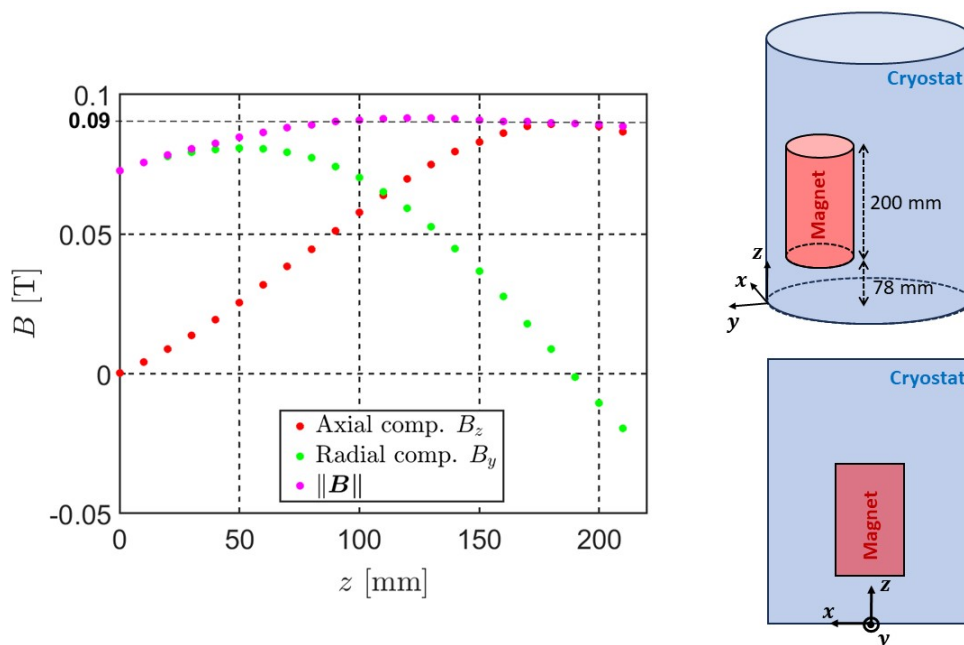 0.1
0.09
0.05
0
-0.05
B [T]
0
50
100
150
200
z [mm]
Axial comp. B_z
Radial comp. B_y
‖B‖
Cryostat
Magnet
200 mm
78 mm
z
x
y
Cryostat
Magnet
z
x
y